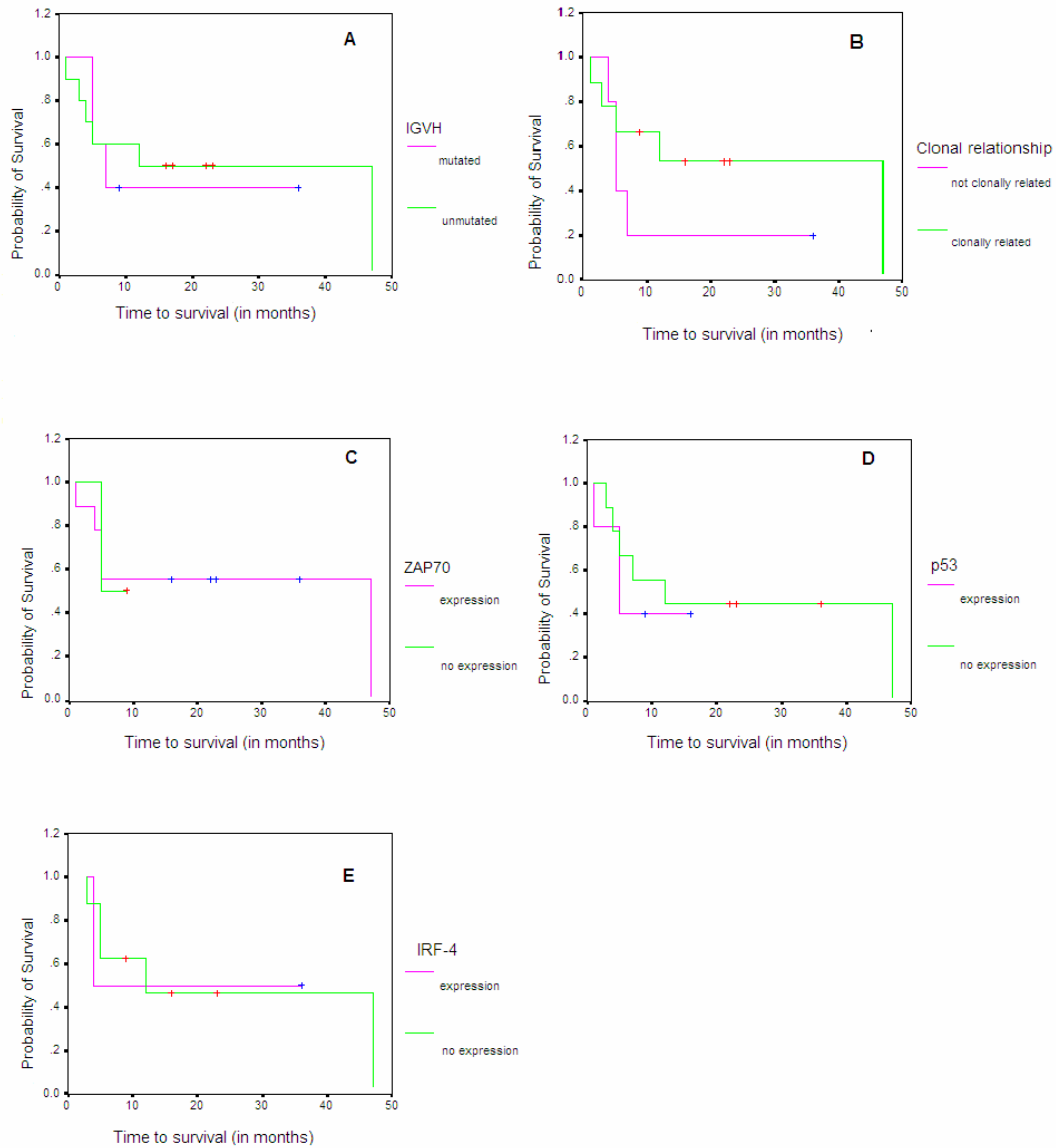 A
1.2
1.0
.8
.6
.4
.2
0.0
0 10 20 30 40 50
Probability of Survival
Time to survival (in months)
IGVH
mutated
unmutated
B
1.2
1.0
.8
.6
.4
.2
0.0
0 10 20 30 40 50
Probability of Survival
Time to survival (in months)
Clonal relationship
not clonally related
clonally related
C
1.2
1.0
.8
.6
.4
.2
0.0
0 10 20 30 40 50
Probability of Survival
Time to survival (in months)
ZAP70
expression
no expression
D
1.2
1.0
.8
.6
.4
.2
0.0
0 10 20 30 40 50
Probability of Survival
Time to survival (in months)
p53
expression
no expression
E
1.2
1.0
.8
.6
.4
.2
0.0
0 10 20 30 40 50
Probability of Survival
Time to survival (in months)
IRF-4
expression
no expression